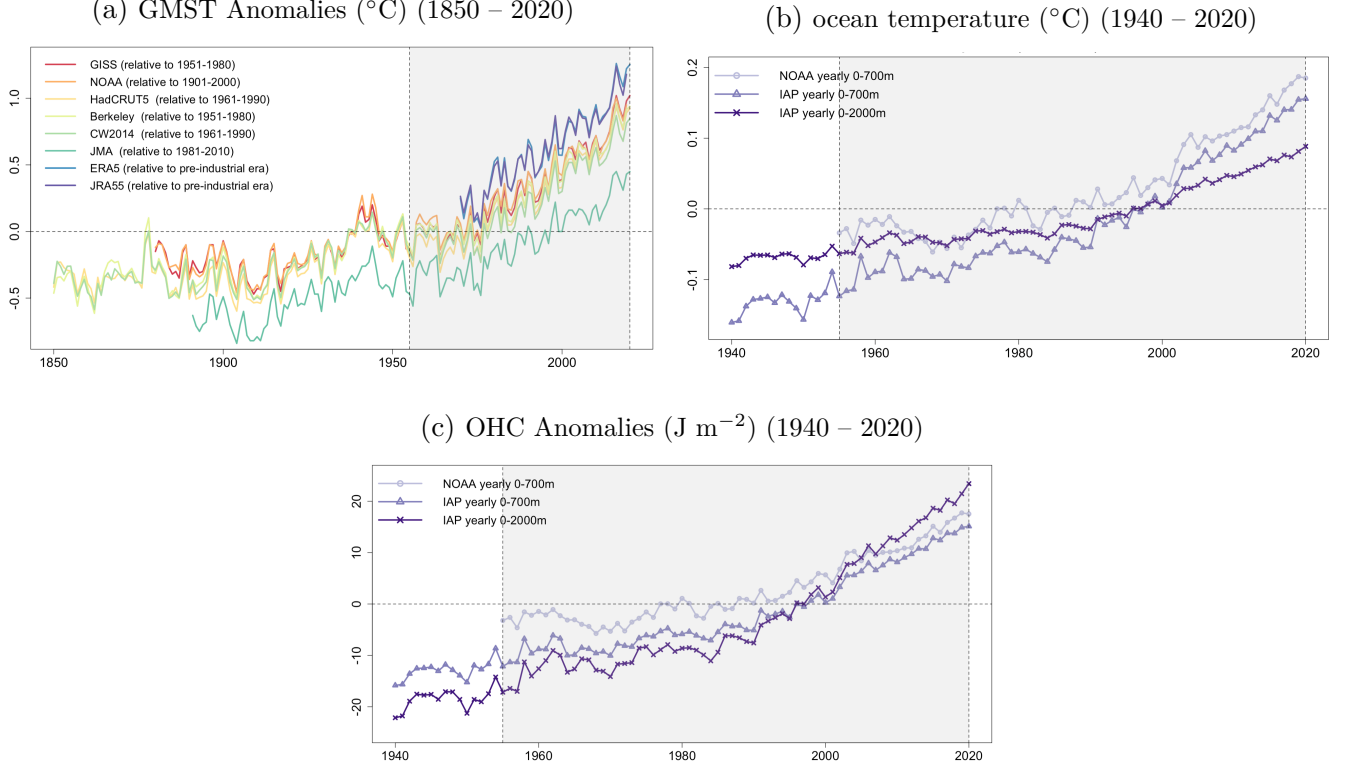 (a) GMST Anomalies (°C) (1850 – 2020)
GISS (relative to 1951-1980)
NOAA (relative to 1901-2000)
HadCRUT5 (relative to 1961-1990)
Berkeley (relative to 1951-1980)
CW2014 (relative to 1961-1990)
JMA (relative to 1981-2010)
ERA5 (relative to pre-industrial era)
JRA55 (relative to pre-industrial era)
1.0
0.5
0.0
-0.5
1850 1900 1950 2000
(b) ocean temperature (°C) (1940 – 2020)
NOAA yearly 0-700m
IAP yearly 0-700m
IAP yearly 0-2000m
0.2
0.1
0.0
-0.1
1940 1960 1980 2000 2020
(c) OHC Anomalies (J m⁻²) (1940 – 2020)
NOAA yearly 0-700m
IAP yearly 0-700m
IAP yearly 0-2000m
20
10
0
-10
-20
1940 1960 1980 2000 2020